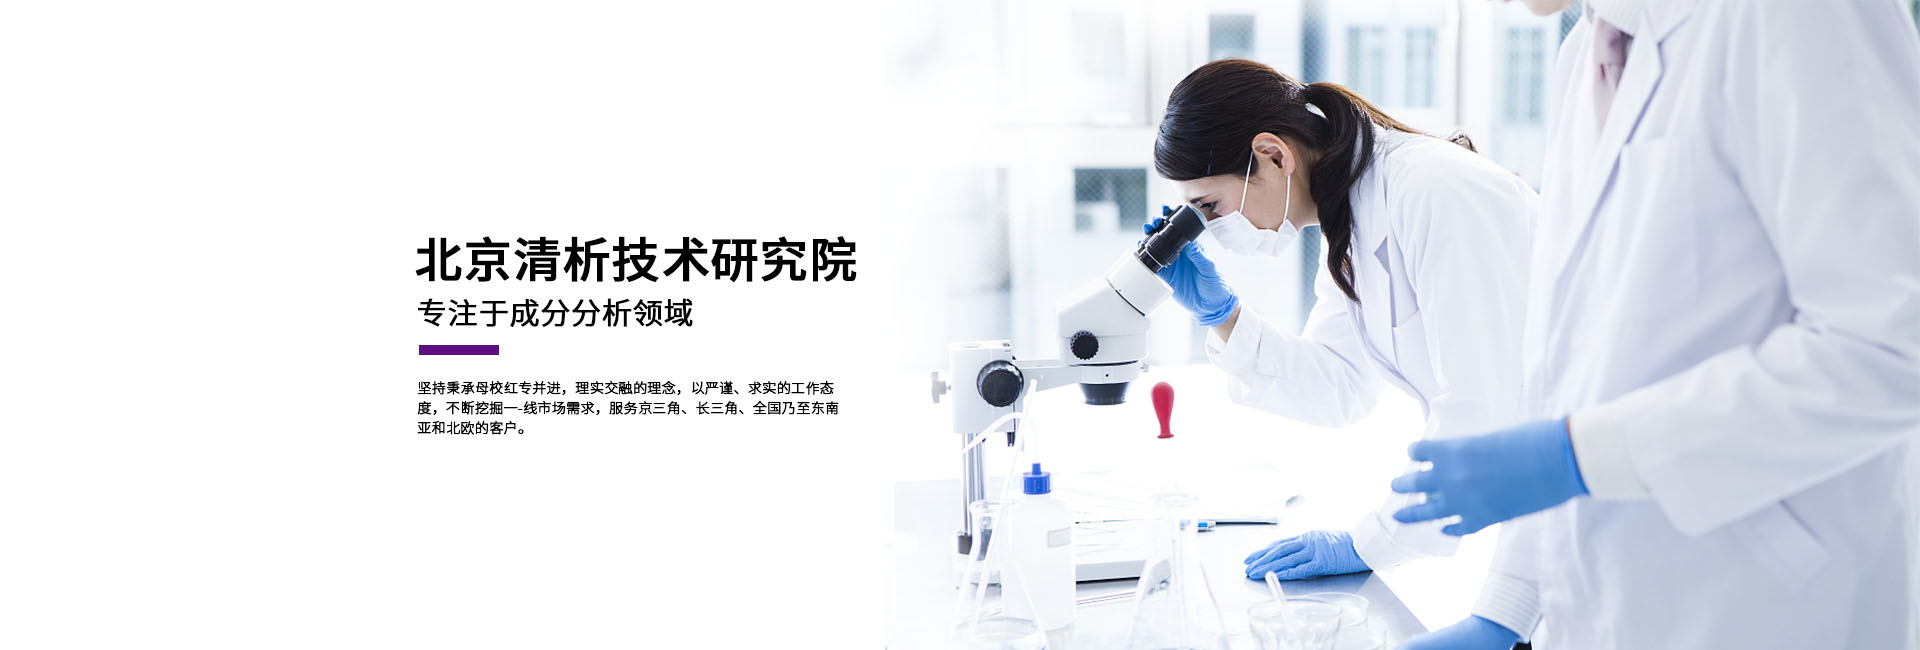 北京清析技术研究院
专注于成分分析领域
坚持秉承母校红专并进，理实交融的理念，以严谨、求实的工作态
度，不断挖掘一-线市场需求，服务京三角、长三角、全国乃至东南
亚和北欧的客户。